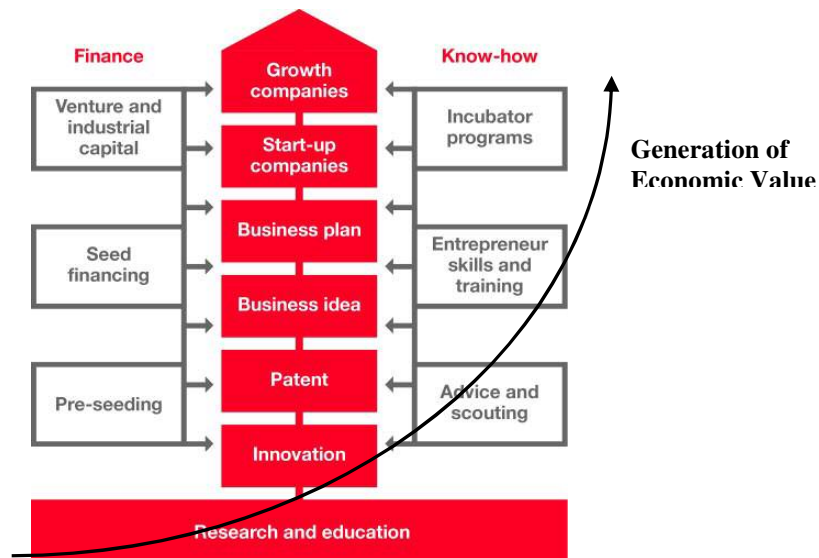 Finance
Know-how
Growth
companies
Venture and
industrial
capital
Incubator
programs
Start-up
companies
Generation of
Economic Value
Business plan
Seed
financing
Entrepreneur
skills and
training
Business idea
Patent
Pre-seeding
Advice and
scouting
Innovation
Research and education